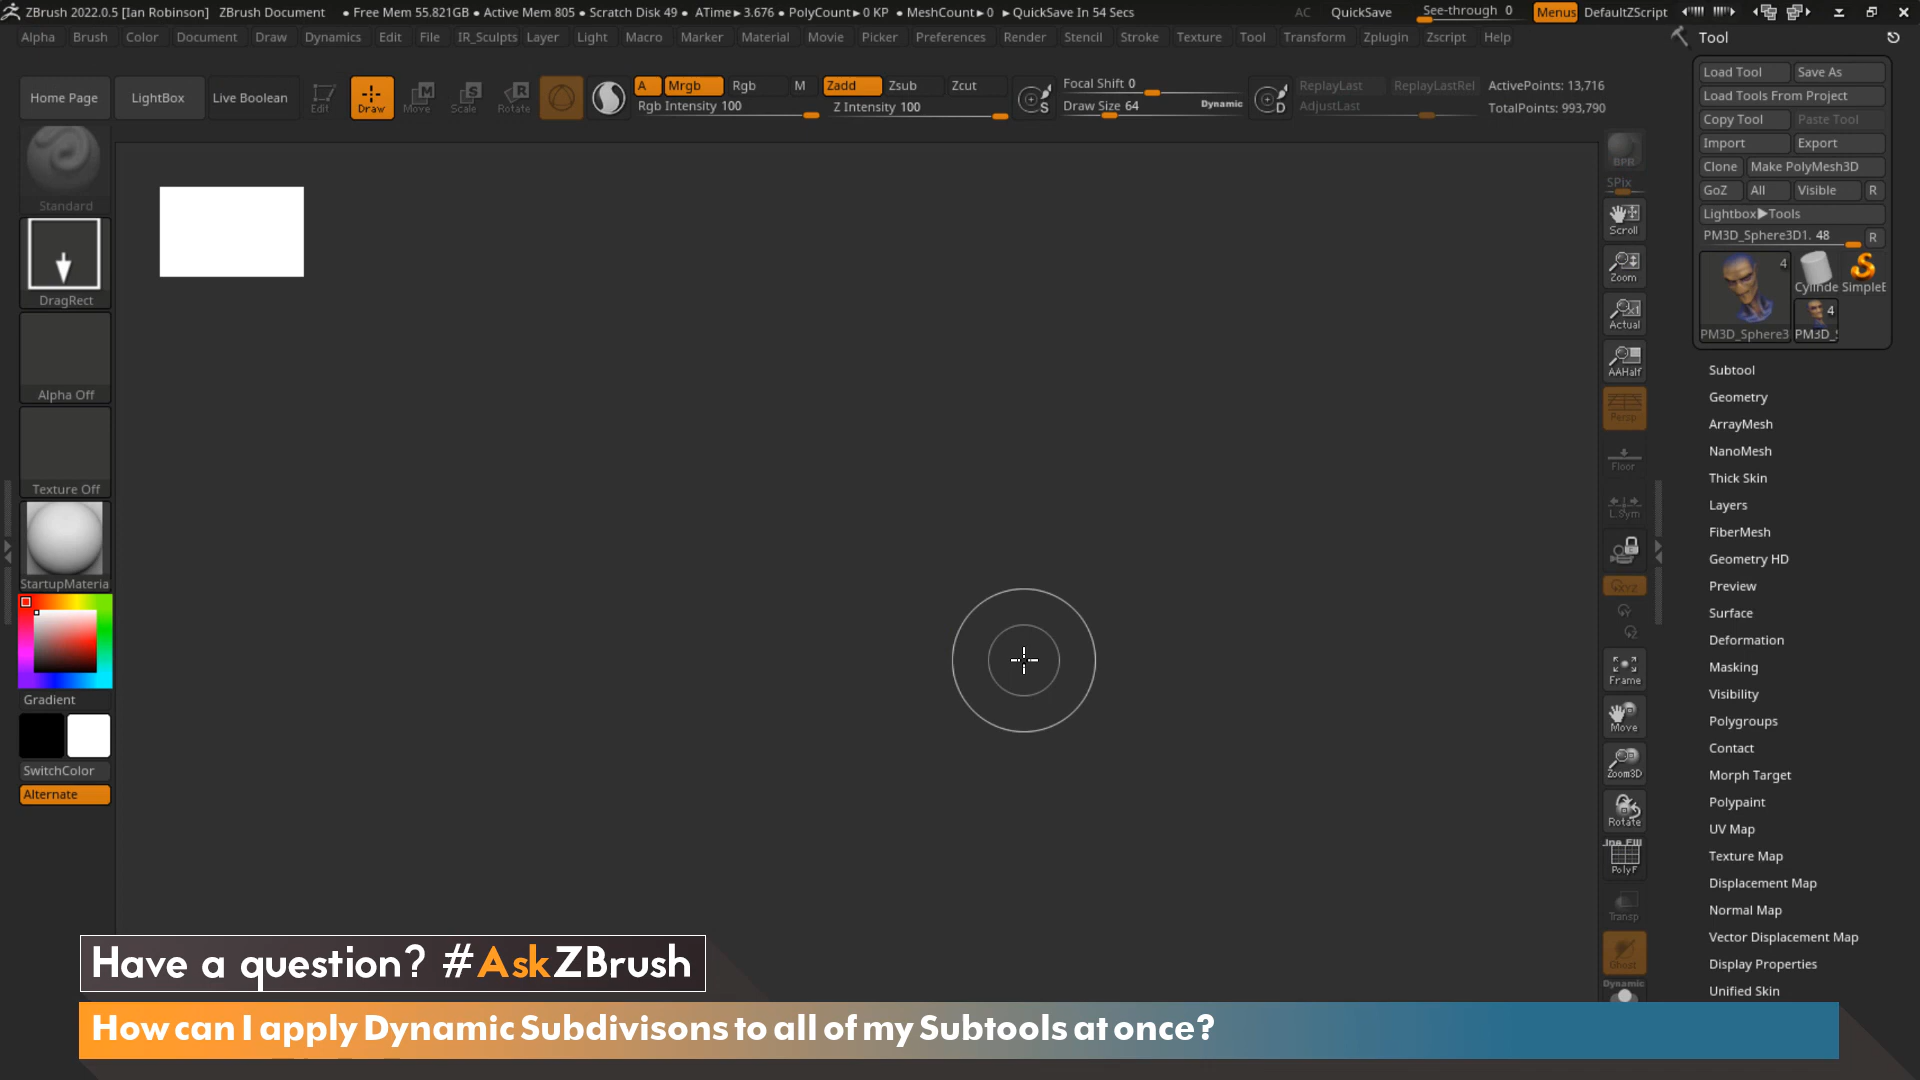 ZBrush 2022.0.5 [Ian Robinson] ZBrush Document • Free Mem 55.821GB • Active Mem 805 • Scratch Disk 49 • ATime▸3.676 • PolyCount▸0 KP • MeshCount▸0 ▸QuickSave In 54 Secs AC QuickSave See-through 0 Menus DefaultZScript
Alpha Brush Color Document Draw Dynamics Edit File IR_Sculpts Layer Light Macro Marker Material Movie Picker Preferences Render Stencil Stroke Texture Tool Transform Zplugin Zscript Help
Home Page LightBox Live Boolean Edit Draw Move Scale Rotate
A Mrgb Rgb M Zadd Zsub Zcut
Rgb Intensity 100 Z Intensity 100
S Focal Shift 0
Draw Size 64 Dynamic
D ReplayLast ReplayLastRel
AdjustLast
ActivePoints: 13,716
TotalPoints: 993,790
Standard
DragRect
Alpha Off
Texture Off
StartupMateria
Gradient
SwitchColor
Alternate
BPR
SPix
Scroll
Zoom
Actual
AAHalf
Persp
Floor
L.Sym
XYZ
Y
Z
Frame
Move
Zoom3D
Rotate
Line Fill
PolyF
Transp
Ghost
Dynamic
Tool
Load Tool Save As
Load Tools From Project
Copy Tool Paste Tool
Import Export
Clone Make PolyMesh3D
GoZ All Visible R
Lightbox▶Tools
PM3D_Sphere3D1. 48 R
4
Cylinde SimpleE
4
PM3D_Sphere3 PM3D_S
Subtool
Geometry
ArrayMesh
NanoMesh
Thick Skin
Layers
FiberMesh
Geometry HD
Preview
Surface
Deformation
Masking
Visibility
Polygroups
Contact
Morph Target
Polypaint
UV Map
Texture Map
Displacement Map
Normal Map
Vector Displacement Map
Display Properties
Unified Skin
Have a question? #AskZBrush
How can I apply Dynamic Subdivisons to all of my Subtools at once?